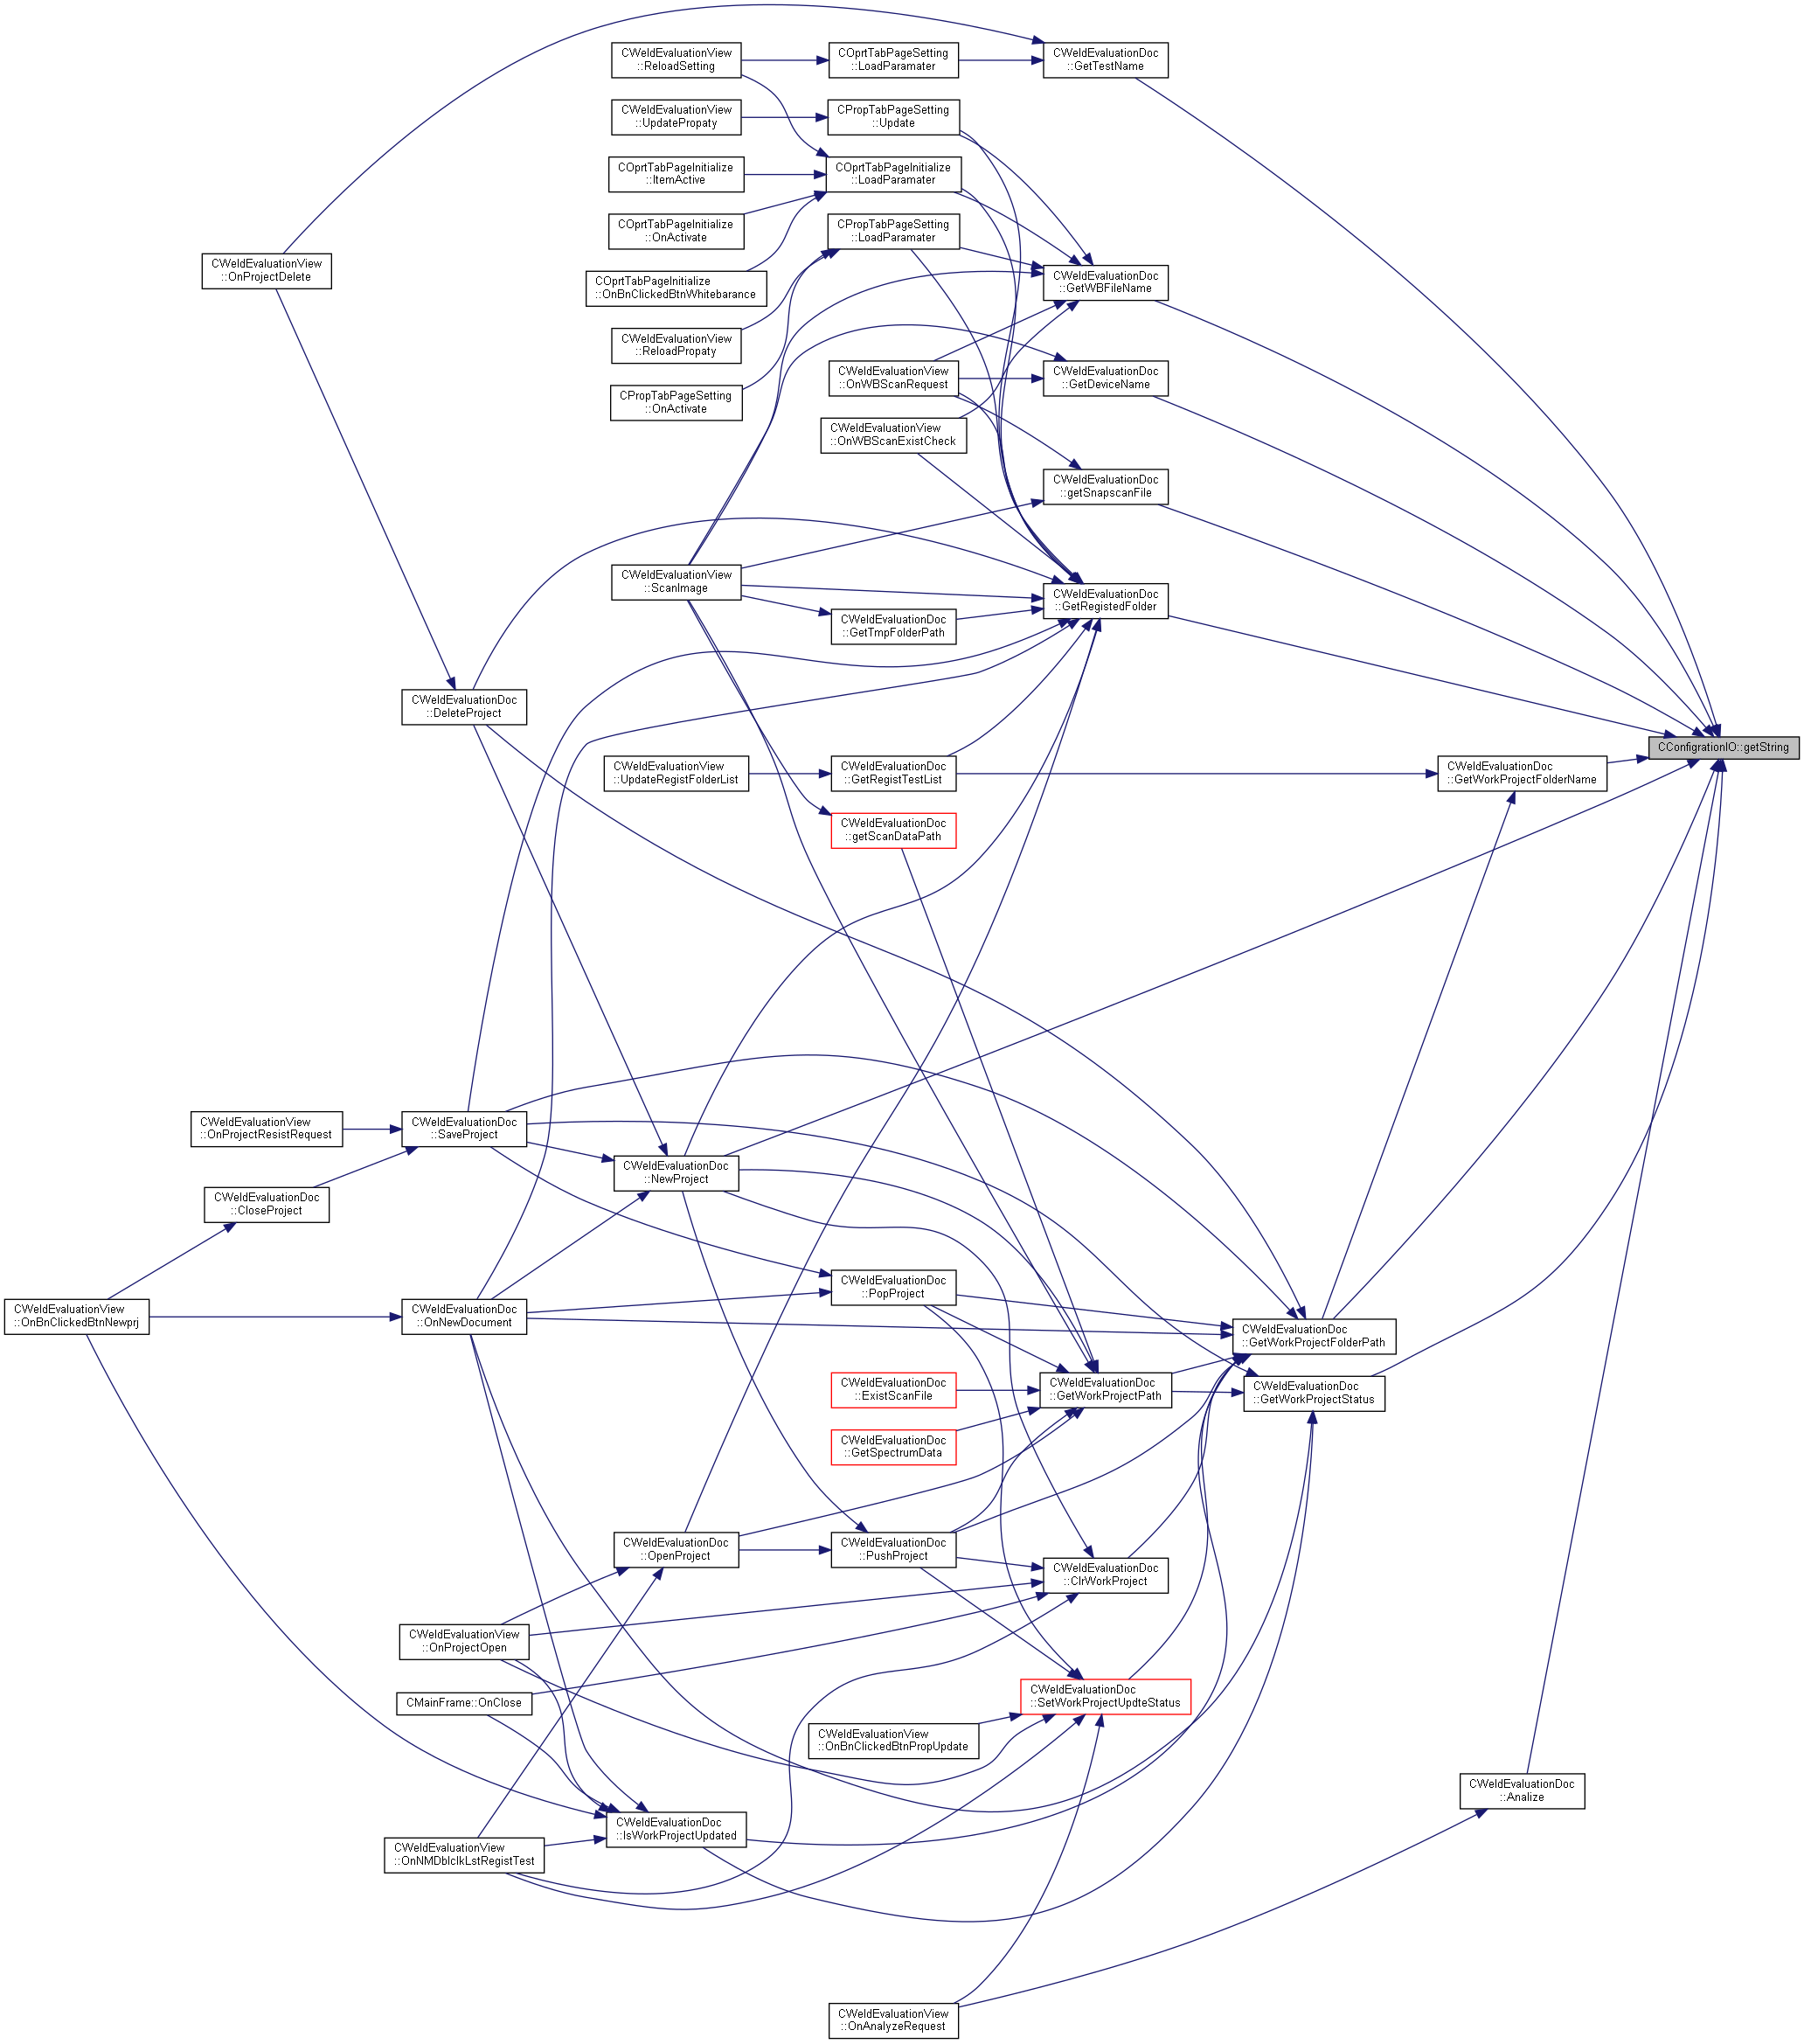 CWeldEvaluationView
::ReloadSetting
COprtTabPageSetting
::LoadParamater
CWeldEvaluationDoc
::GetTestName
CWeldEvaluationView
::UpdatePropaty
CPropTabPageSetting
::Update
COprtTabPageInitialize
::ItemActive
COprtTabPageInitialize
::LoadParamater
COprtTabPageInitialize
::OnActivate
CPropTabPageSetting
::LoadParamater
CWeldEvaluationView
::OnProjectDelete
COprtTabPageInitialize
::OnBnClickedBtnWhitebarance
CWeldEvaluationDoc
::GetWBFileName
CWeldEvaluationView
::ReloadPropaty
CWeldEvaluationView
::OnWBScanRequest
CWeldEvaluationDoc
::GetDeviceName
CPropTabPageSetting
::OnActivate
CWeldEvaluationView
::OnWBScanExistCheck
CWeldEvaluationDoc
::getSnapscanFile
CWeldEvaluationView
::ScanImage
CWeldEvaluationDoc
::GetRegistedFolder
CWeldEvaluationDoc
::GetTmpFolderPath
CWeldEvaluationDoc
::DeleteProject
CConfigrationIO::getString
CWeldEvaluationView
::UpdateRegistFolderList
CWeldEvaluationDoc
::GetRegistTestList
CWeldEvaluationDoc
::GetWorkProjectFolderName
CWeldEvaluationDoc
::getScanDataPath
CWeldEvaluationView
::OnProjectResistRequest
CWeldEvaluationDoc
::SaveProject
CWeldEvaluationDoc
::NewProject
CWeldEvaluationDoc
::CloseProject
CWeldEvaluationDoc
::PopProject
CWeldEvaluationView
::OnBnClickedBtnNewprj
CWeldEvaluationDoc
::OnNewDocument
CWeldEvaluationDoc
::GetWorkProjectFolderPath
CWeldEvaluationDoc
::ExistScanFile
CWeldEvaluationDoc
::GetWorkProjectPath
CWeldEvaluationDoc
::GetWorkProjectStatus
CWeldEvaluationDoc
::GetSpectrumData
CWeldEvaluationDoc
::OpenProject
CWeldEvaluationDoc
::PushProject
CWeldEvaluationDoc
::ClrWorkProject
CWeldEvaluationView
::OnProjectOpen
CMainFrame::OnClose
CWeldEvaluationDoc
::SetWorkProjectUpdteStatus
CWeldEvaluationView
::OnBnClickedBtnPropUpdate
CWeldEvaluationDoc
::Analize
CWeldEvaluationDoc
::IsWorkProjectUpdated
CWeldEvaluationView
::OnNMDblclkLstRegistTest
CWeldEvaluationView
::OnAnalyzeRequest